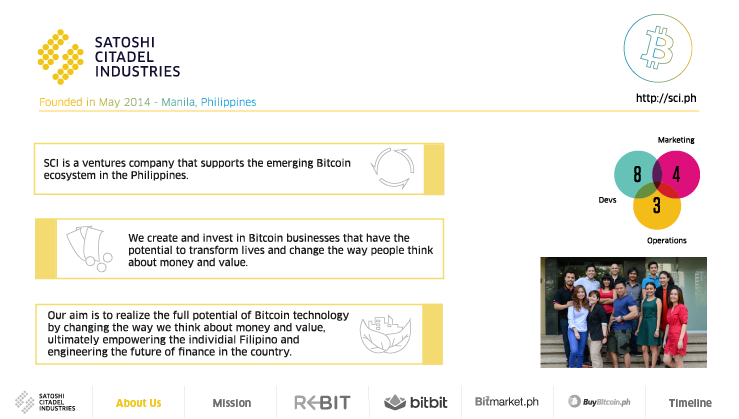 SATOSHI
CITADEL
INDUSTRIES
Founded in May 2014 - Manila, Philippines
http://sci.ph
SCI is a ventures company that supports the emerging Bitcoin
ecosystem in the Philippines.
We create and invest in Bitcoin businesses that have the
potential to transform lives and change the way people think
about money and value.
Our aim is to realize the full potential of Bitcoin technology
by changing the way we think about money and value,
ultimately empowering the individial Filipino and
engineering the future of finance in the country.
Marketing
8
4
Devs
3
Operations
SATOSHI
CITADEL
INDUSTRIES
About Us
Mission
REBIT
bitbit
Bitmarket.ph
BuyBitcoin.ph
Timeline